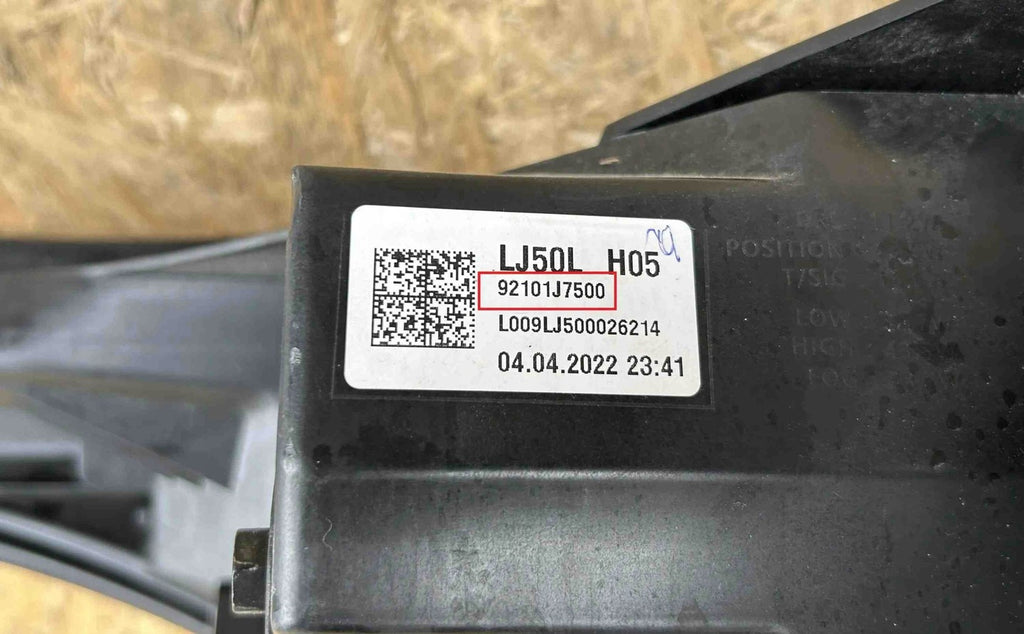 LJ50L H05
92101J7500
L009LJ500026214
04.04.2022 23:41
POSITION
T/SIG
LOW
HIGH